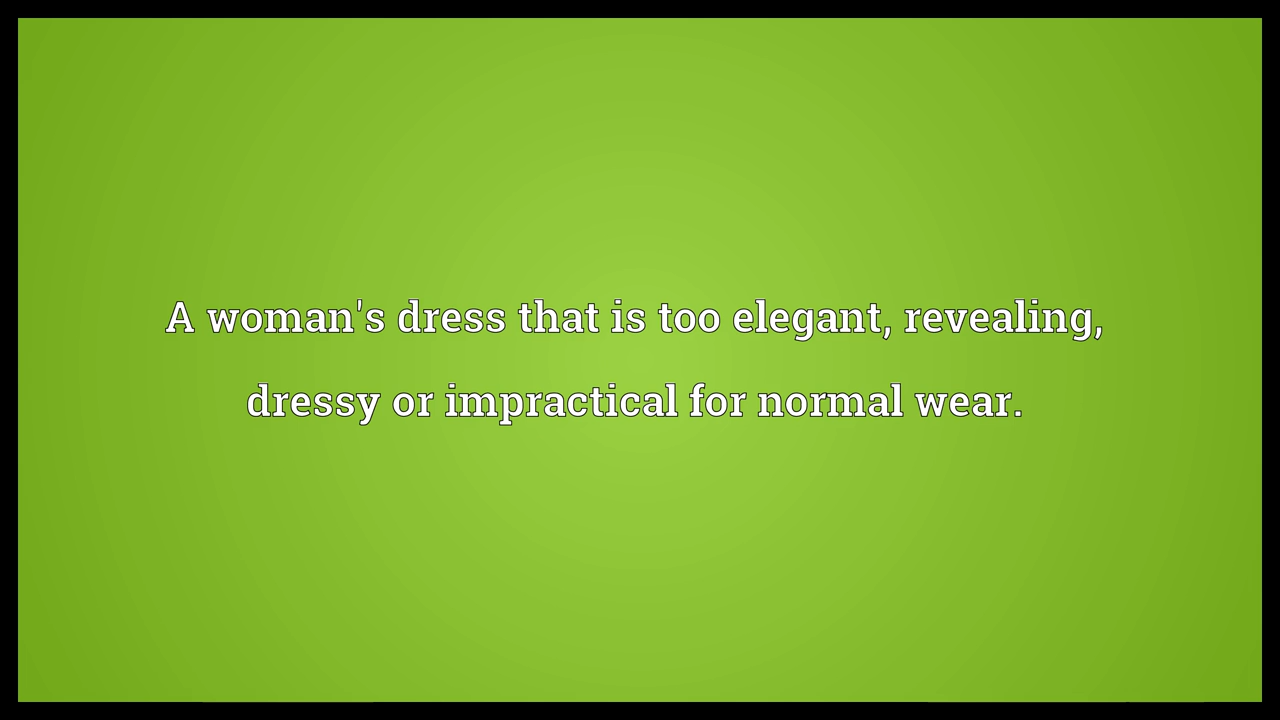 A woman's dress that is too elegant, revealing,
dressy or impractical for normal wear.